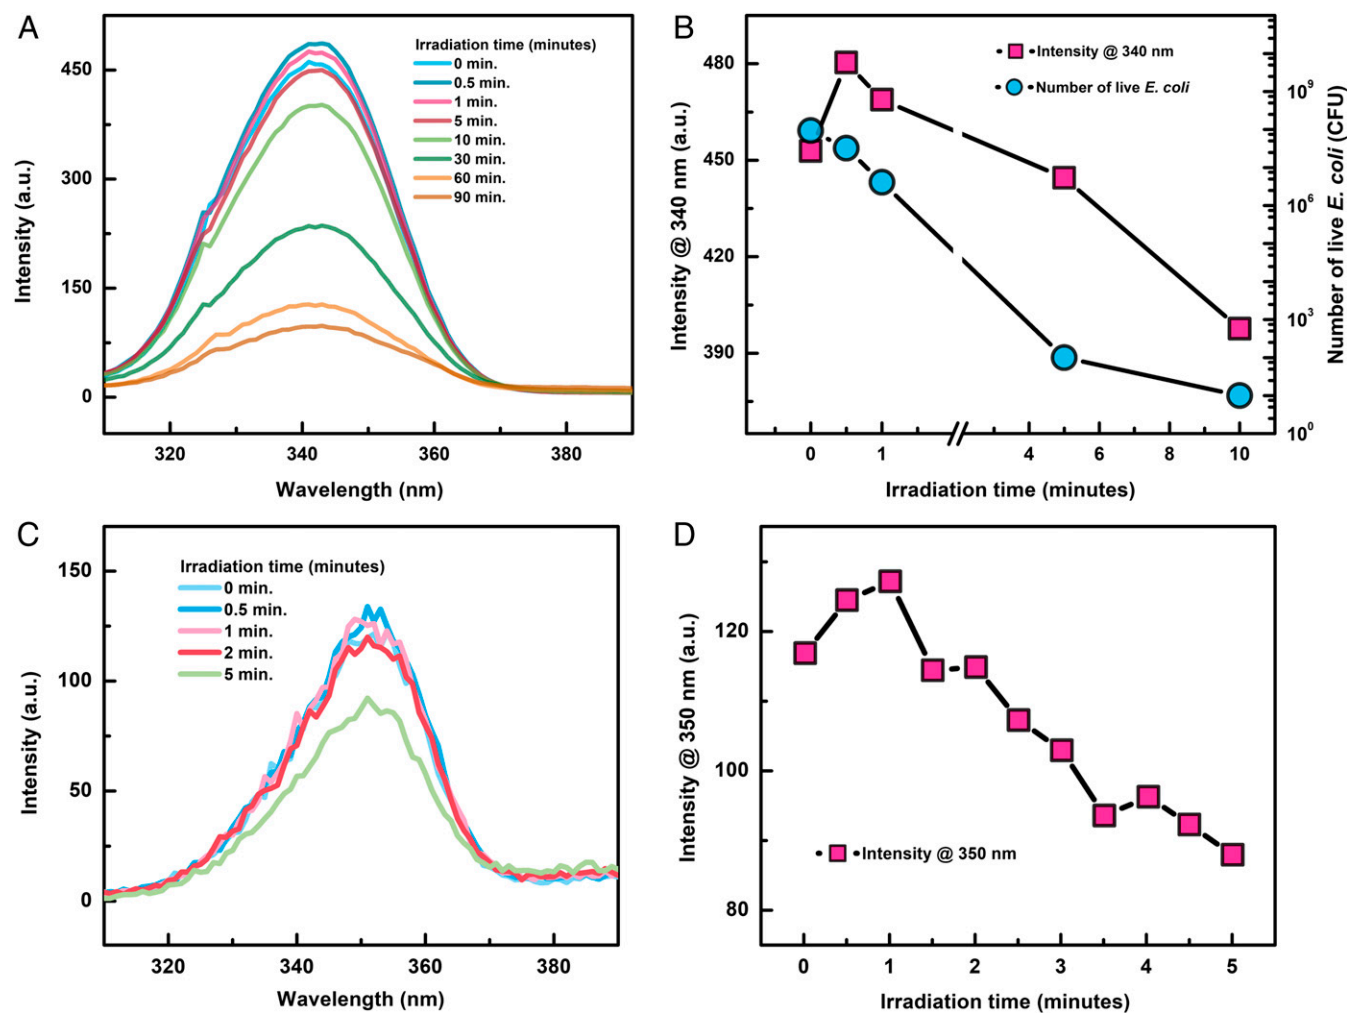 A
Irradiation time (minutes)
0 min.
0.5 min.
1 min.
5 min.
10 min.
30 min.
60 min.
90 min.
450
300
150
0
Intensity (a.u.)
320 340 360 380
Wavelength (nm)
B
Intensity @ 340 nm
Number of live E. coli
480
450
420
390
Intensity @ 340 nm (a.u.)
10⁹
10⁶
10³
10⁰
Number of live E. coli (CFU)
0 1 4 6 8 10
Irradiation time (minutes)
C
Irradiation time (minutes)
0 min.
0.5 min.
1 min.
2 min.
5 min.
150
100
50
0
Intensity (a.u.)
320 340 360 380
Wavelength (nm)
D
120
100
80
Intensity @ 350 nm (a.u.)
Intensity @ 350 nm
0 1 2 3 4 5
Irradiation time (minutes)